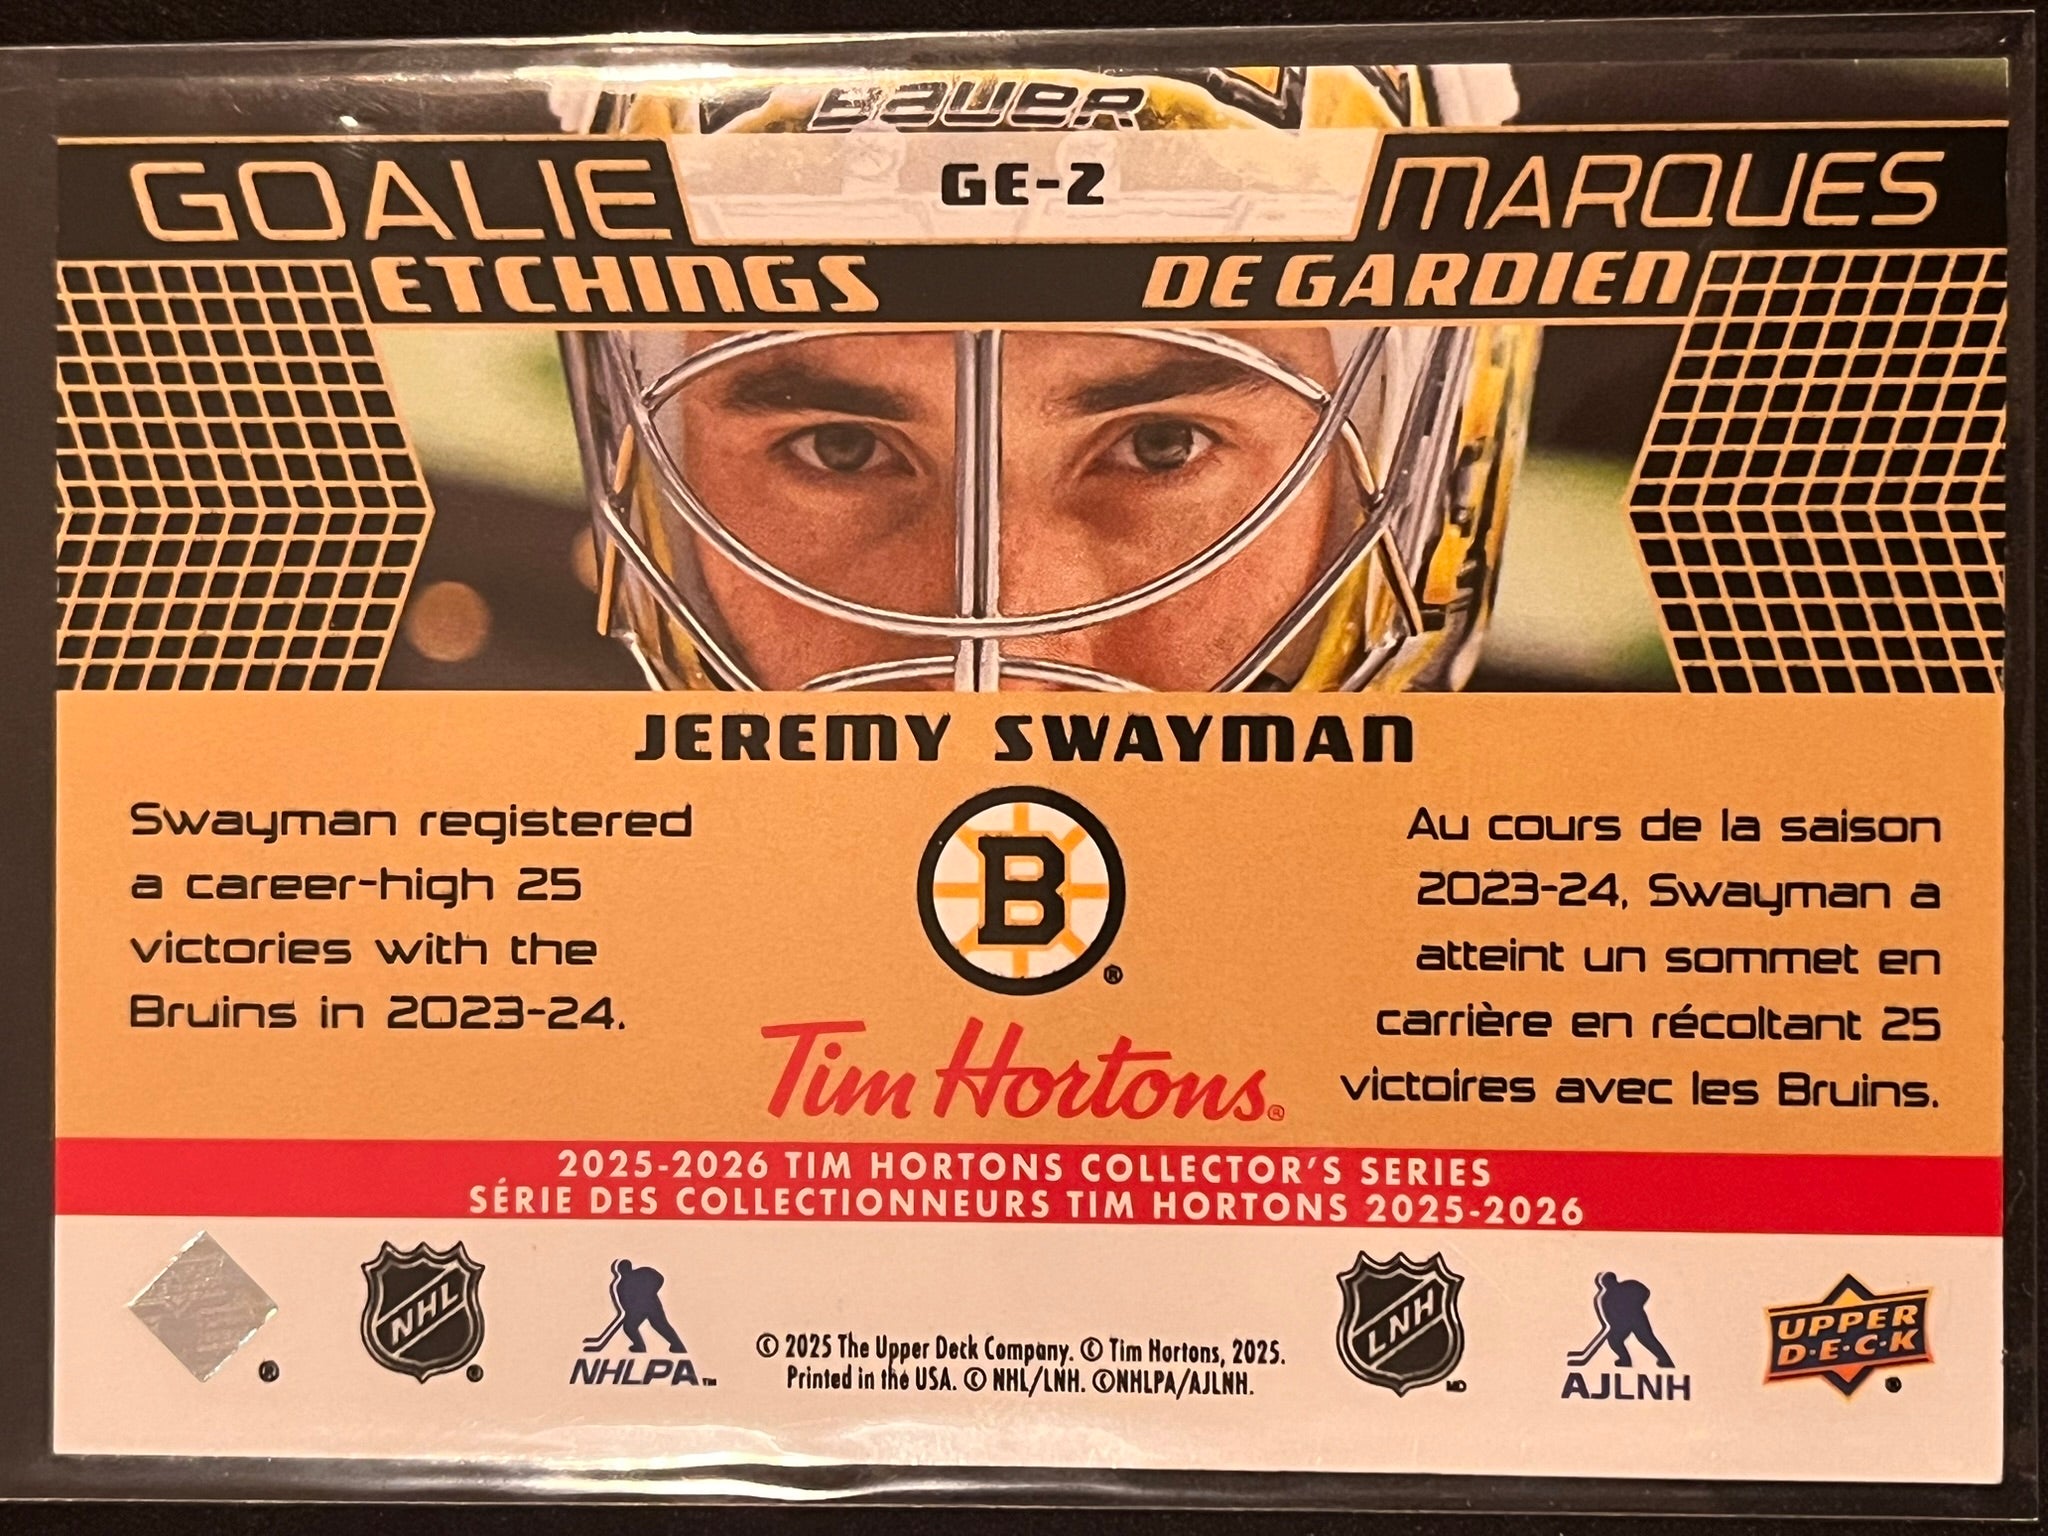 BAUER
GOALIE
ETCHINGS
GE-2
MARQUES
DE GARDIEN
JEREMY SWAYMAN
Swayman registered
a career-high 25
victories with the
Bruins in 2023-24.
B
®
Au cours de la saison
2023-24, Swayman a
atteint un sommet en
carrière en récoltant 25
victoires avec les Bruins.
Tim Hortons®
2025-2026 TIM HORTONS COLLECTOR'S SERIES
SÉRIE DES COLLECTIONNEURS TIM HORTONS 2025-2026
®
NHL
®
NHLPA™
© 2025 The Upper Deck Company. © Tim Hortons, 2025.
Printed in the USA. © NHL/LNH. ©NHLPA/AJLNH.
LNH
MD
AJLNH
UPPER
D·E·C·K
®